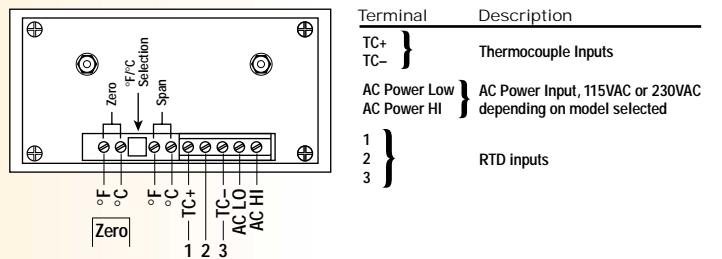 Terminal Description
TC+
TC–
Thermocouple Inputs
AC Power Low
AC Power HI
AC Power Input, 115VAC or 230VAC
depending on model selected
1
2
3
RTD inputs
Zero
°F/°C
Selection
Span
°F
°C
°F
°C
TC+
TC–
AC LO
AC HI
Zero
1 2 3